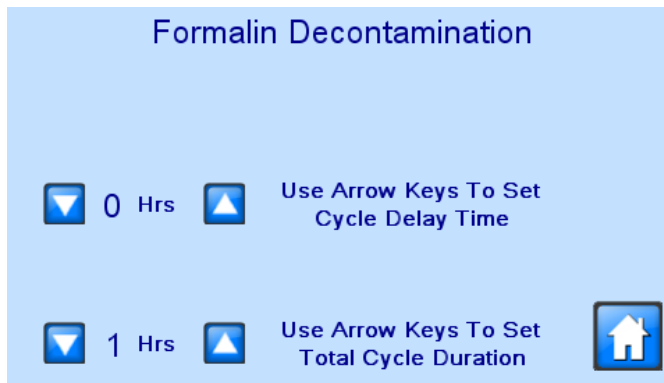 Formalin Decontamination
0 Hrs
Use Arrow Keys To Set
Cycle Delay Time
1 Hrs
Use Arrow Keys To Set
Total Cycle Duration